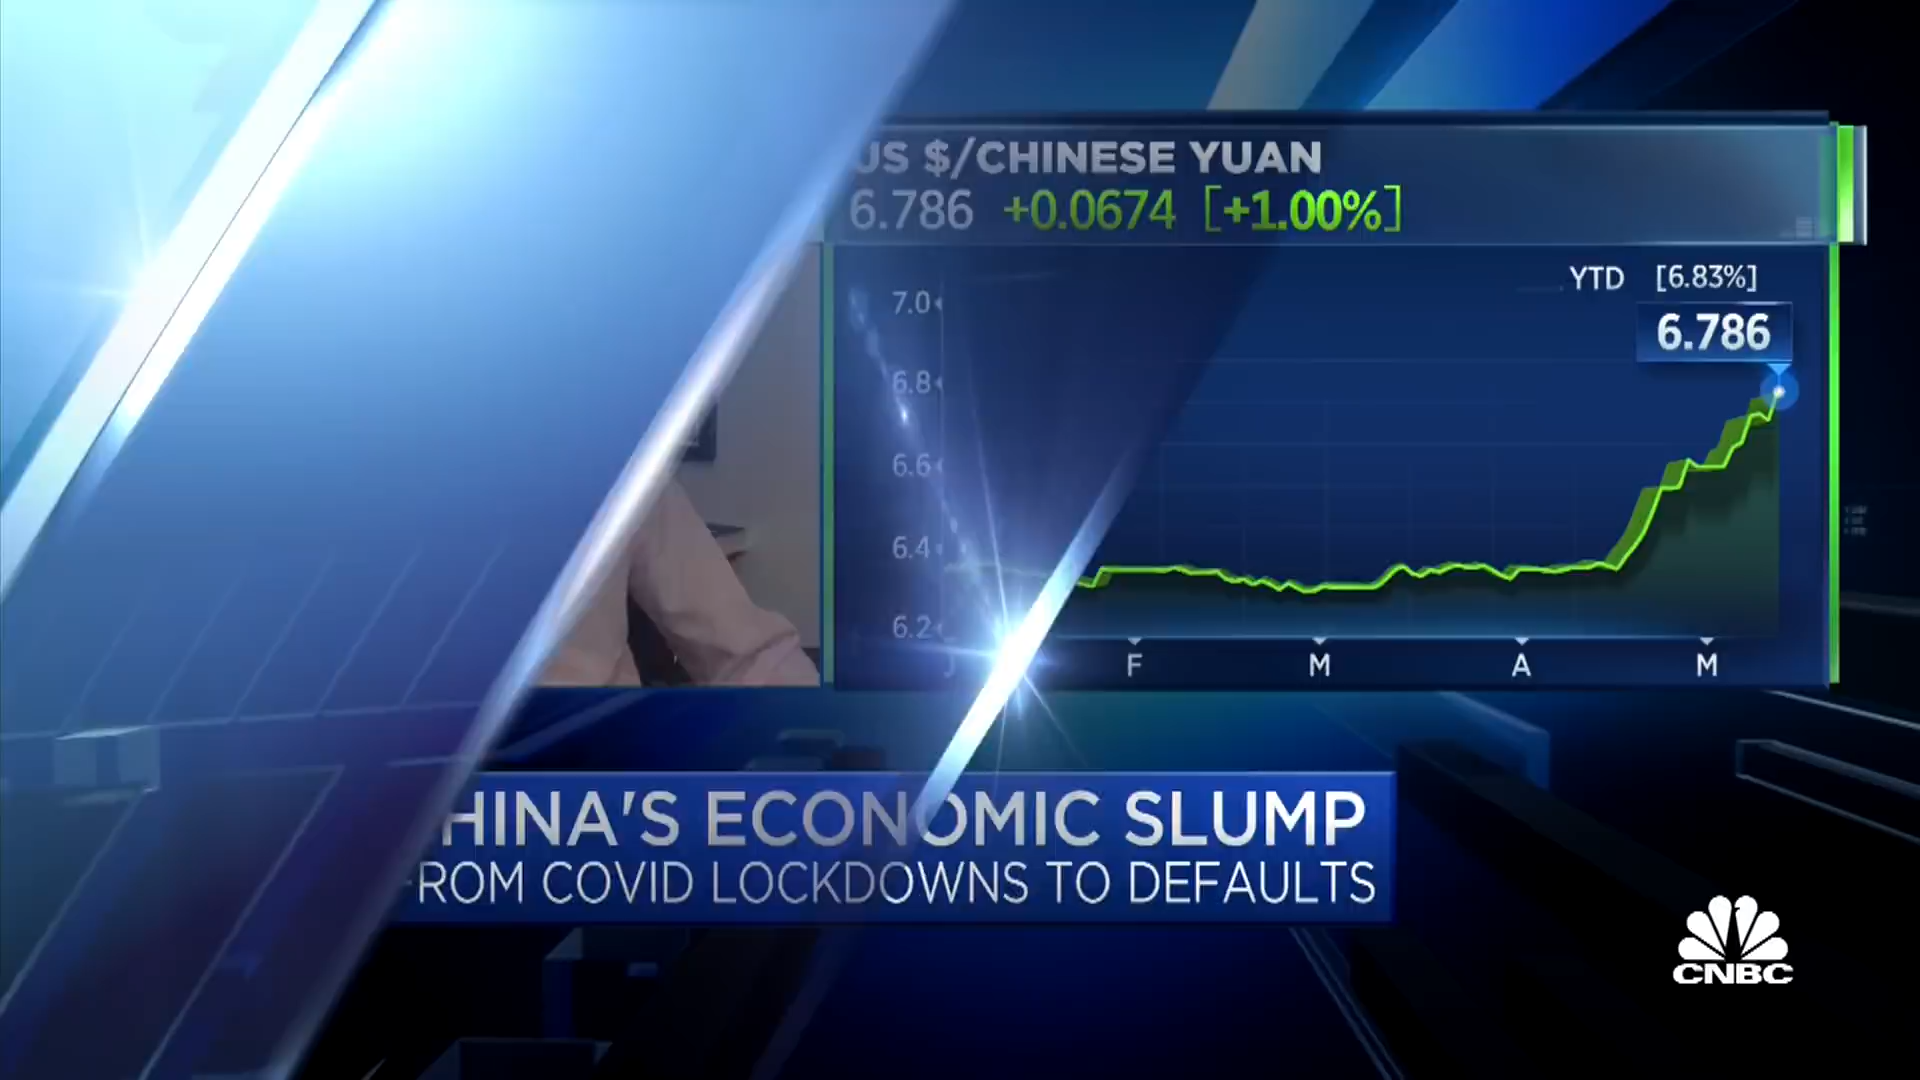 US $/CHINESE YUAN
6.786 +0.0674 [+1.00%]
YTD [6.83%]
6.786
7.0
6.8
6.6
6.4
6.2
J F M A M
HINA'S ECONOMIC SLUMP
ROM COVID LOCKDOWNS TO DEFAULTS
CNBC